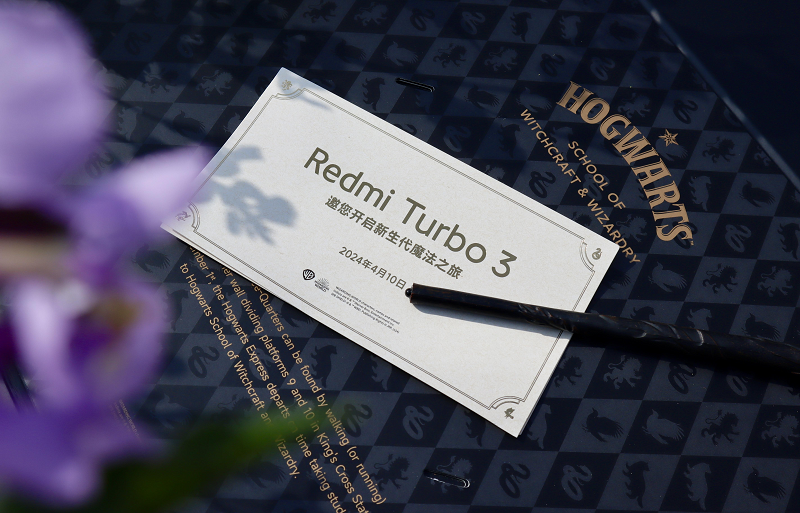 HOGWARTS
SCHOOL OF
WITCHCRAFT & WIZARDRY
Redmi Turbo 3
邀您开启新生代魔法之旅
2024年4月10日
Quarters can be found by walking (or running)
wall dividing platforms 9 and 10 in King's Cross
the Hogwarts Express departs time taking
to Hogwarts School of Witchcraft and Wizardry.